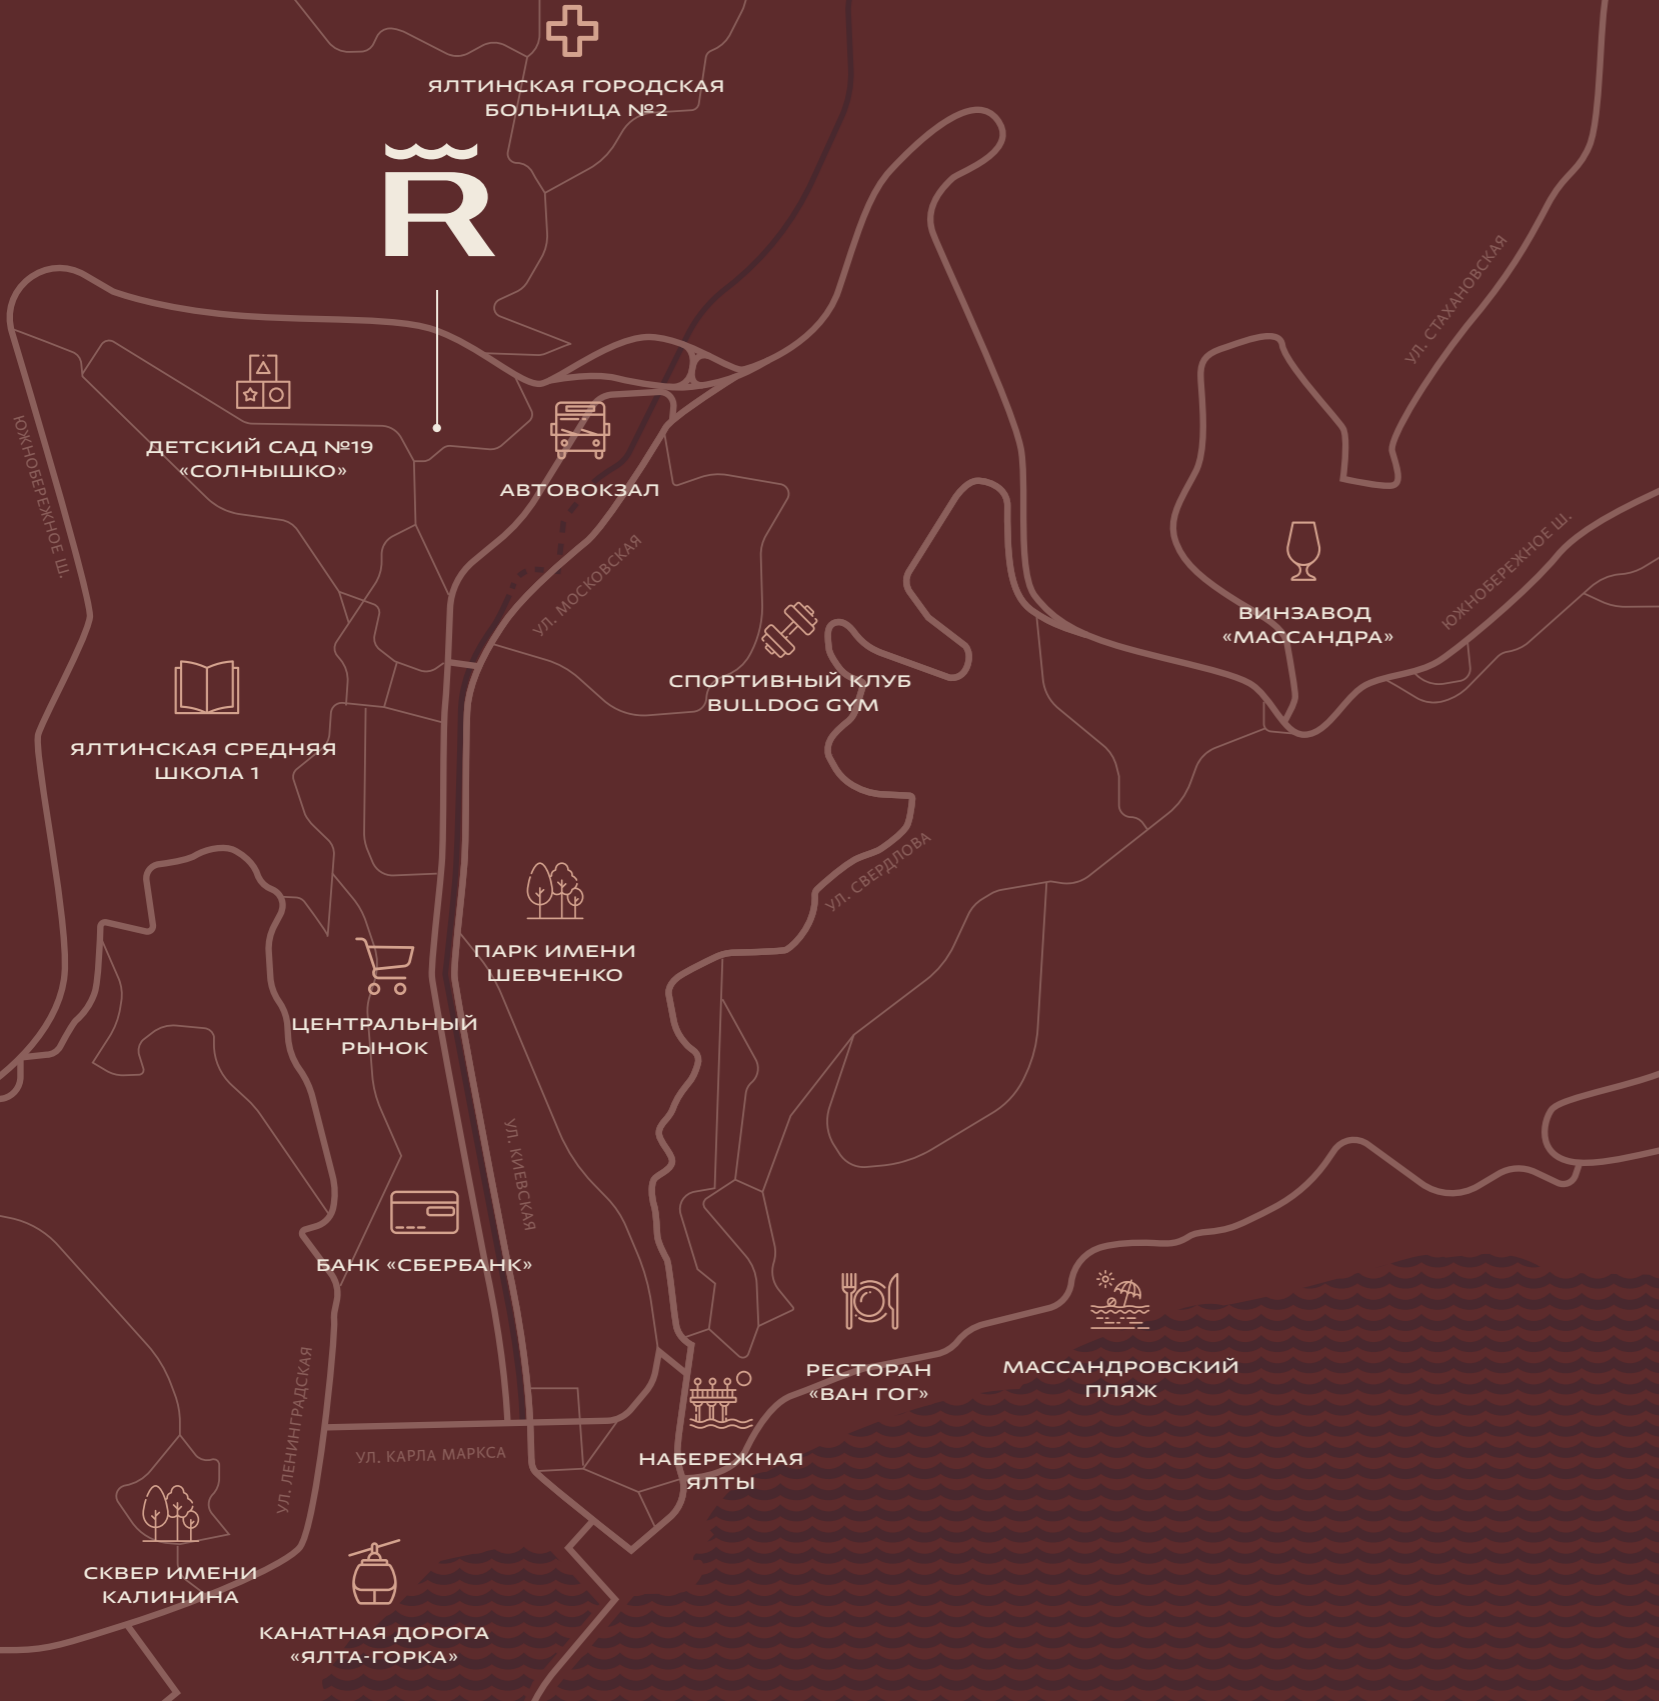 ЯЛТИНСКАЯ ГОРОДСКАЯ
БОЛЬНИЦА №2
R
УЛ. СТАХАНОВСКАЯ
ДЕТСКИЙ САД №19
«СОЛНЫШКО»
ЮЖНОБЕРЕЖНОЕ Ш.
АВТОВОКЗАЛ
УЛ. МОСКОВСКАЯ
ЮЖНОБЕРЕЖНОЕ Ш.
ВИНЗАВОД
«МАССАНДРА»
СПОРТИВНЫЙ КЛУБ
BULLDOG GYM
ЯЛТИНСКАЯ СРЕДНЯЯ
ШКОЛА 1
УЛ. СВЕРДЛОВА
ПАРК ИМЕНИ
ШЕВЧЕНКО
ЦЕНТРАЛЬНЫЙ
РЫНОК
УЛ. КИЕВСКАЯ
БАНК «СБЕРБАНК»
РЕСТОРАН
«ВАН ГОГ»
МАССАНДРОВСКИЙ
ПЛЯЖ
УЛ. ЛЕНИНГРАДСКАЯ
УЛ. КАРЛА МАРКСА
НАБЕРЕЖНАЯ
ЯЛТЫ
СКВЕР ИМЕНИ
КАЛИНИНА
КАНАТНАЯ ДОРОГА
«ЯЛТА-ГОРКА»